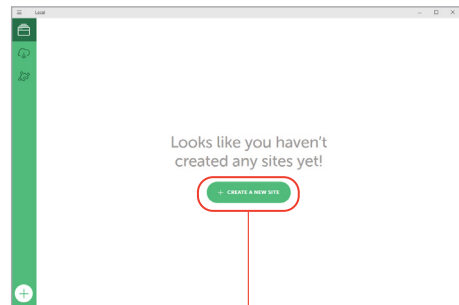 Local
Looks like you haven't
created any sites yet!
+ CREATE A NEW SITE